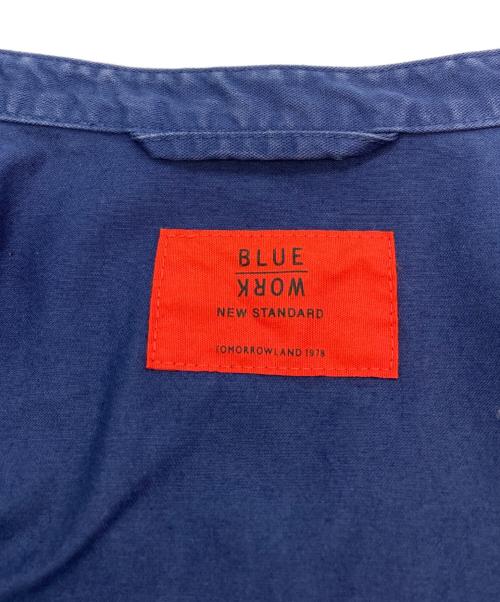 BLUE
WORK
NEW STANDARD
TOMORROWLAND 1978